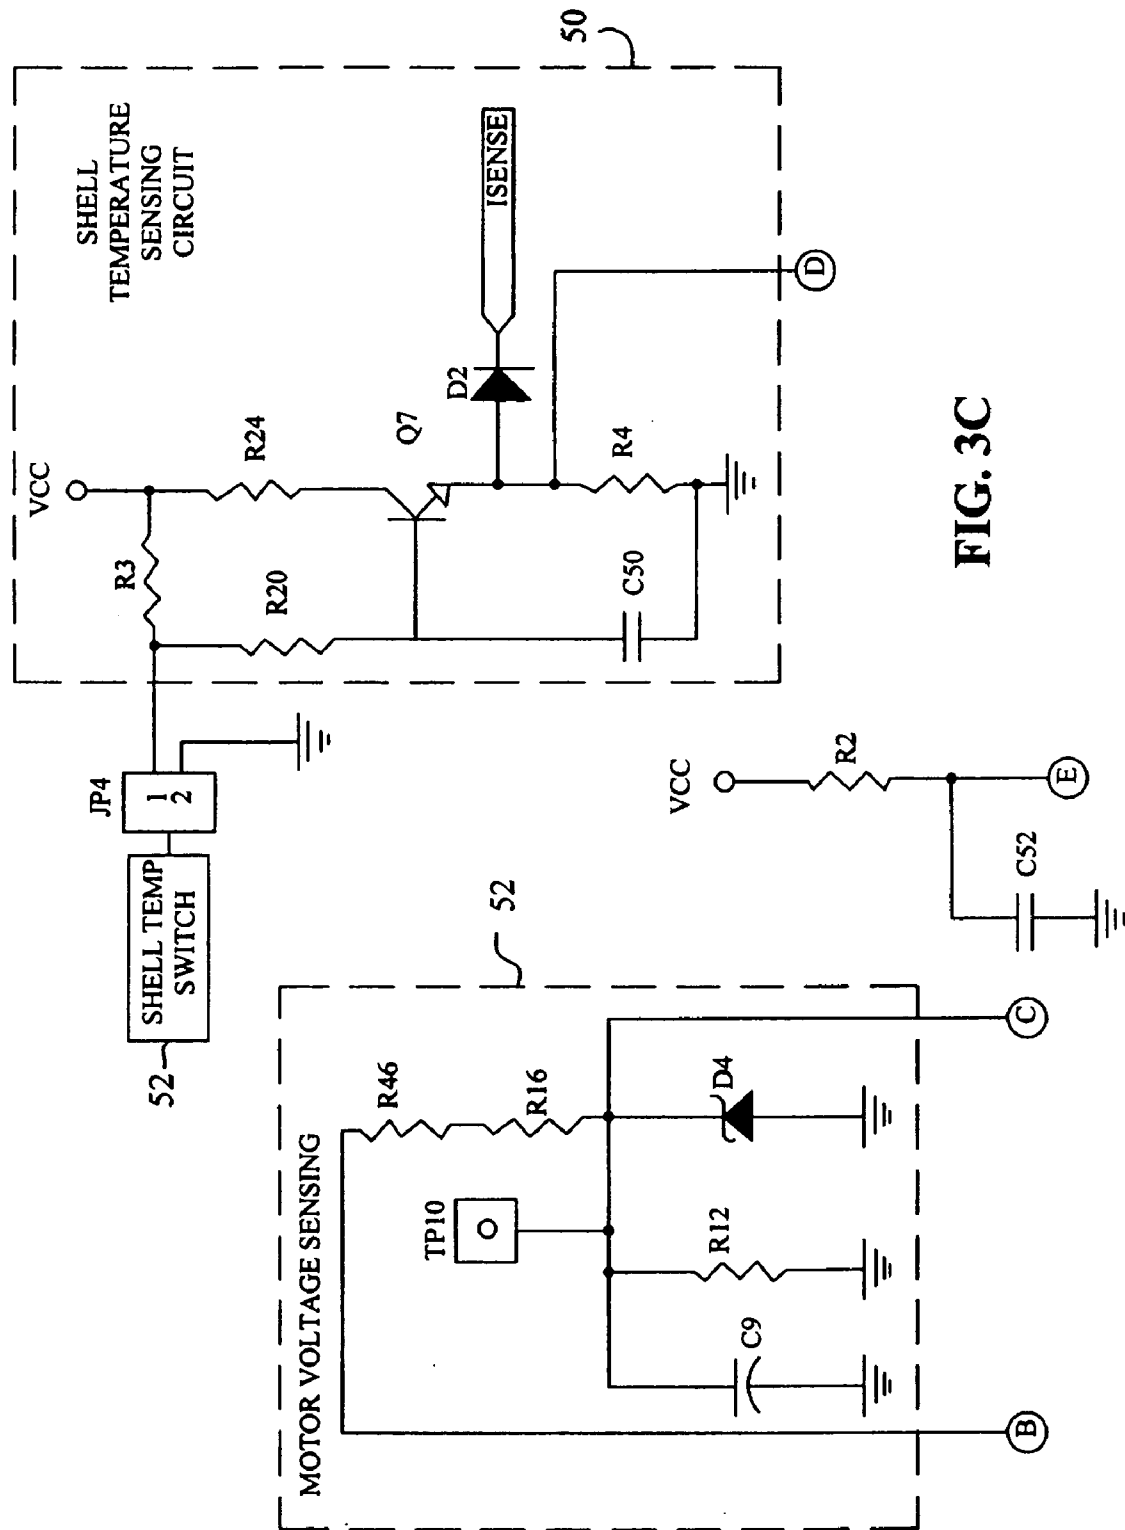 50
SHELL
TEMPERATURE
SENSING
CIRCUIT
VCC
R3
R24
R20
Q7
D2
ISENSE
R4
C50
D
JP4
1
2
SHELL TEMP
SWITCH
52
52
MOTOR VOLTAGE SENSING
R46
R16
TP10
D4
R12
C9
B
C
VCC
R2
C52
E
FIG. 3C